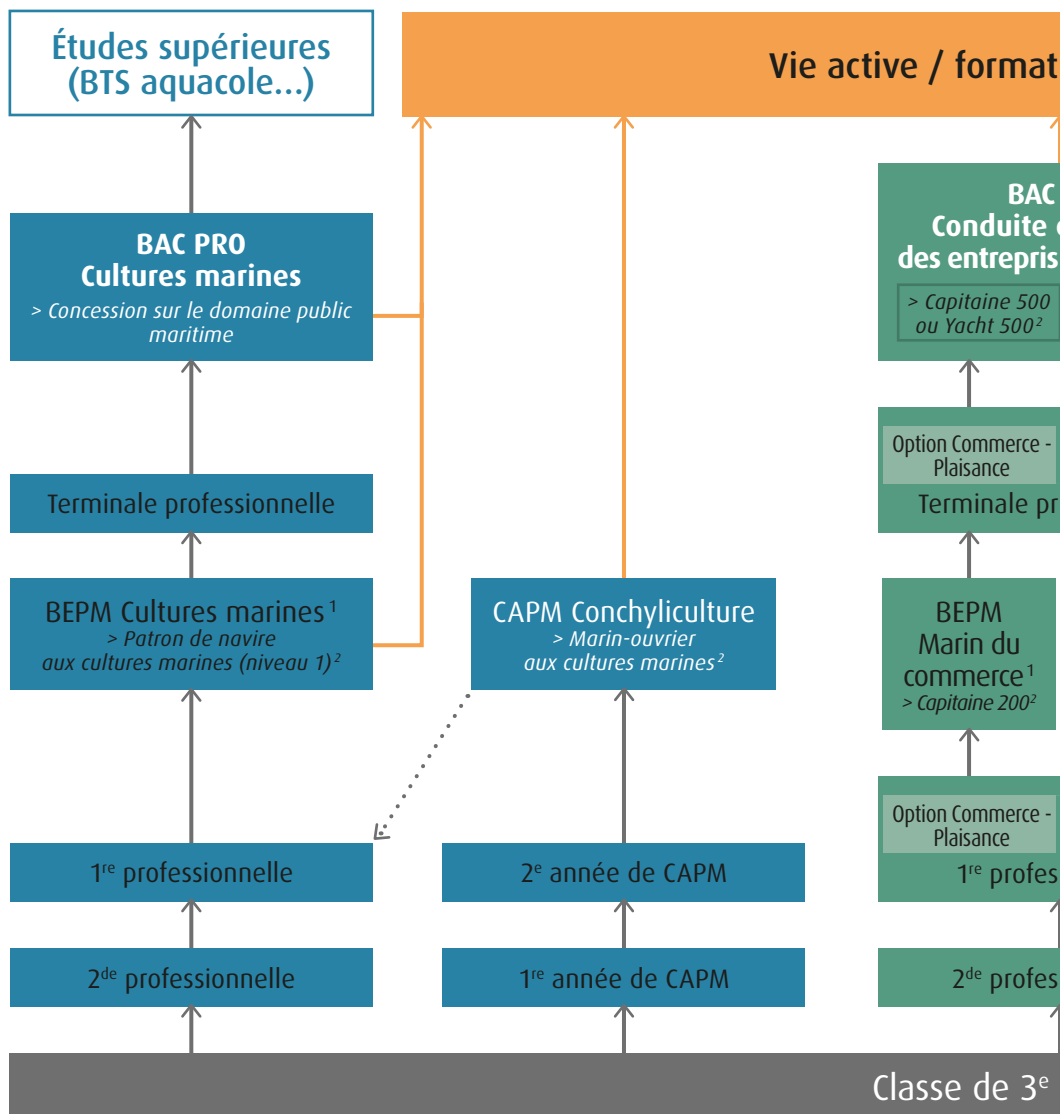 Études supérieures
(BTS aquacole...)
Vie active / format
BAC PRO
Cultures marines
> Concession sur le domaine public
maritime
Terminale professionnelle
BEPM Cultures marines¹
> Patron de navire
aux cultures marines (niveau 1)²
1re professionnelle
2de professionnelle
CAPM Conchyliculture
> Marin-ouvrier
aux cultures marines²
2e année de CAPM
1re année de CAPM
BAC
Conduite e
des entrepris
> Capitaine 500
ou Yacht 500²
Option Commerce -
Plaisance
Terminale pr
BEPM
Marin du
commerce¹
> Capitaine 200²
Option Commerce -
Plaisance
1re profes
2de profes
Classe de 3e